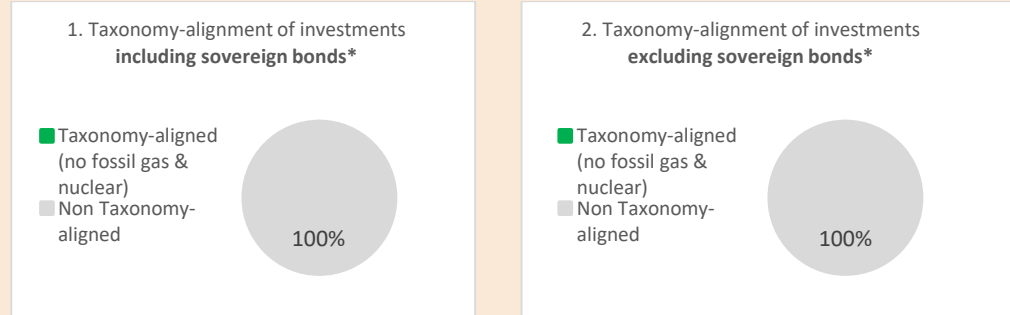 1. Taxonomy-alignment of investments
including sovereign bonds*
Taxonomy-aligned
(no fossil gas &
nuclear)
Non Taxonomy-
aligned
100%
2. Taxonomy-alignment of investments
excluding sovereign bonds*
Taxonomy-aligned
(no fossil gas &
nuclear)
Non Taxonomy-
aligned
100%